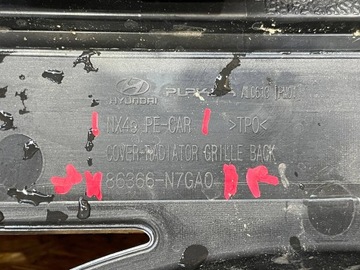 HYUNDAI
NX4a PE-CAR >TPO<
COVER-RADIATOR GRILLE BACK
86366-N7GA0